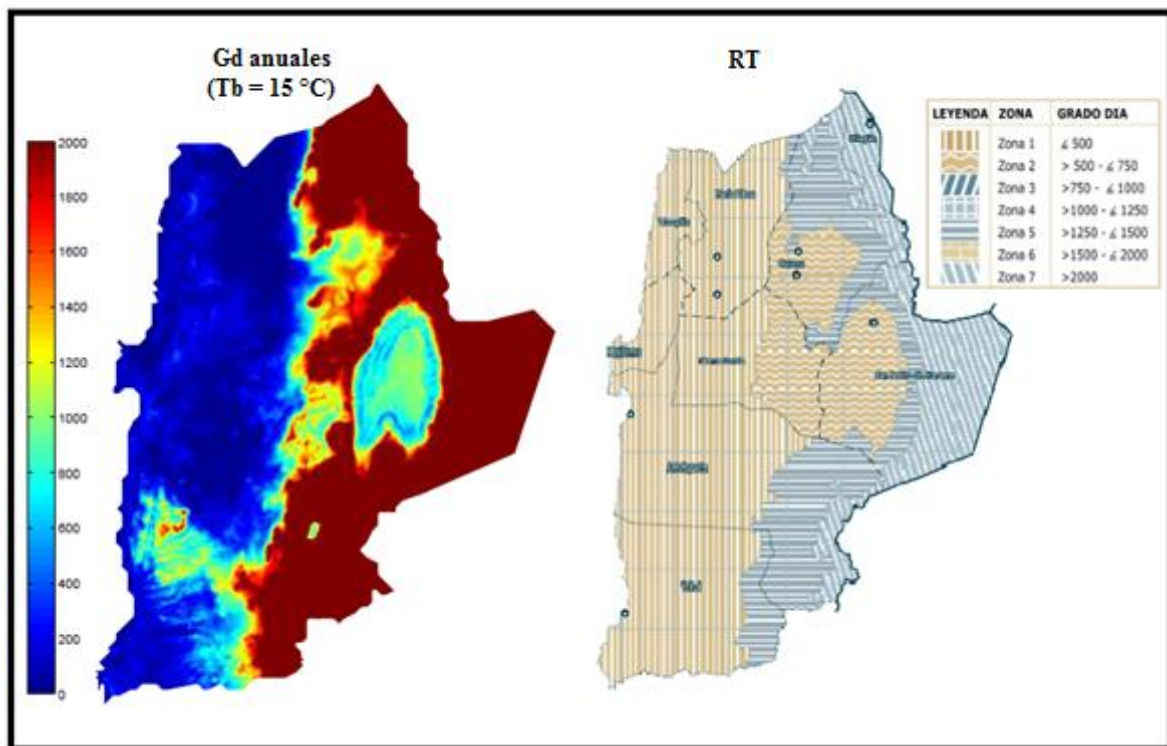 Gd anuales
(Tb = 15 °C)
RT
2000
1800
1600
1400
1200
1000
800
600
400
200
0
LEYENDA ZONA GRADO DIA
Zona 1 ≤ 500
Zona 2 > 500 - ≤ 750
Zona 3 >750 - ≤ 1000
Zona 4 >1000 - ≤ 1250
Zona 5 >1250 - ≤ 1500
Zona 6 >1500 - ≤ 2000
Zona 7 >2000